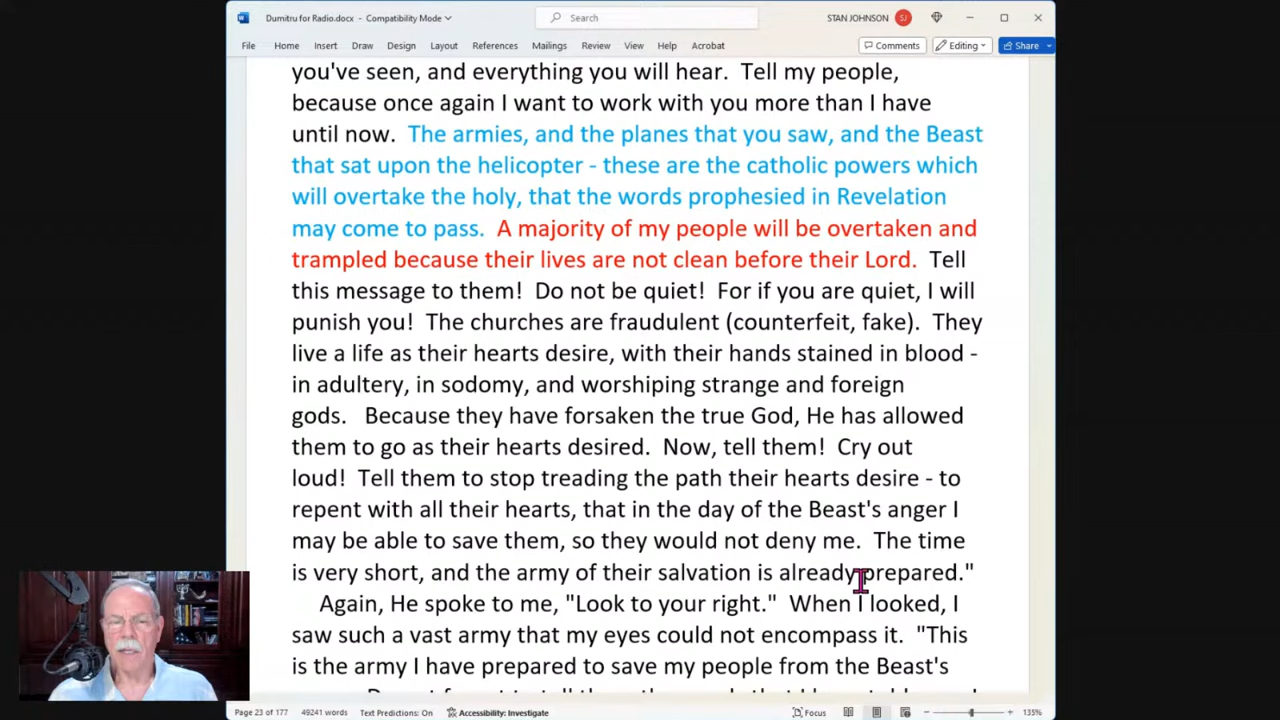 Dumitru for Radio.docx - Compatibility Mode
Search
STAN JOHNSON
SJ
File Home Insert Draw Design Layout References Mailings Review View Help Acrobat
Comments Editing Share
you've seen, and everything you will hear. Tell my people,
because once again I want to work with you more than I have
until now. The armies, and the planes that you saw, and the Beast
that sat upon the helicopter - these are the catholic powers which
will overtake the holy, that the words prophesied in Revelation
may come to pass. A majority of my people will be overtaken and
trampled because their lives are not clean before their Lord. Tell
this message to them! Do not be quiet! For if you are quiet, I will
punish you! The churches are fraudulent (counterfeit, fake). They
live a life as their hearts desire, with their hands stained in blood -
in adultery, in sodomy, and worshiping strange and foreign
gods. Because they have forsaken the true God, He has allowed
them to go as their hearts desired. Now, tell them! Cry out
loud! Tell them to stop treading the path their hearts desire - to
repent with all their hearts, that in the day of the Beast's anger I
may be able to save them, so they would not deny me. The time
is very short, and the army of their salvation is already prepared."
Again, He spoke to me, "Look to your right." When I looked, I
saw such a vast army that my eyes could not encompass it. "This
is the army I have prepared to save my people from the Beast's
Page 23 of 177 49241 words Text Predictions: On Accessibility: Investigate Focus 135%